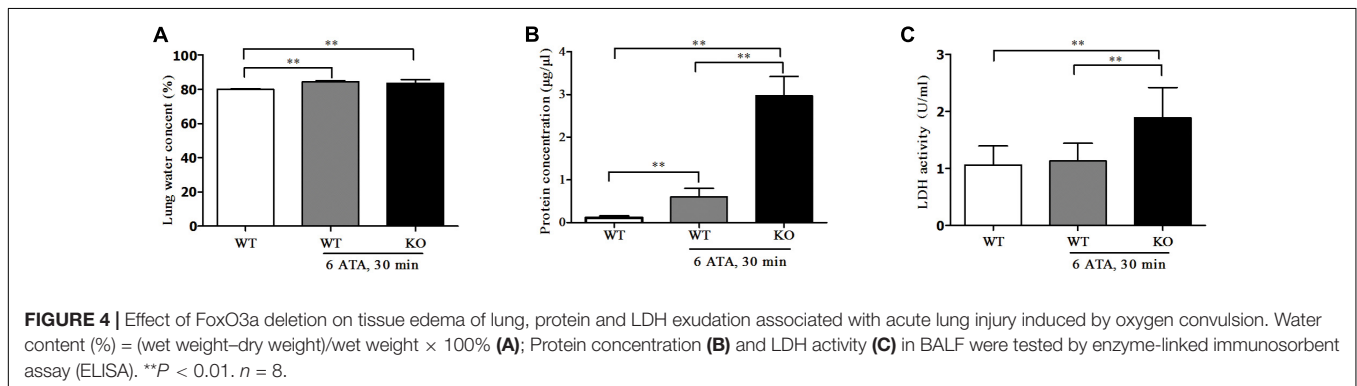 A
**
**
Lung water concent (%)
100
80
60
40
20
0
WT
WT
KO
6 ATA, 30 min
B
**
**
**
Protein concentration (μg/μl)
4
3
2
1
0
WT
WT
KO
6 ATA, 30 min
C
**
**
LDH activity (U/ml)
3
2
1
0
WT
WT
KO
6 ATA, 30 min
FIGURE 4 | Effect of FoxO3a deletion on tissue edema of lung, protein and LDH exudation associated with acute lung injury induced by oxygen convulsion. Water
content (%) = (wet weight–dry weight)/wet weight × 100% (A); Protein concentration (B) and LDH activity (C) in BALF were tested by enzyme-linked immunosorbent
assay (ELISA). **P < 0.01. n = 8.